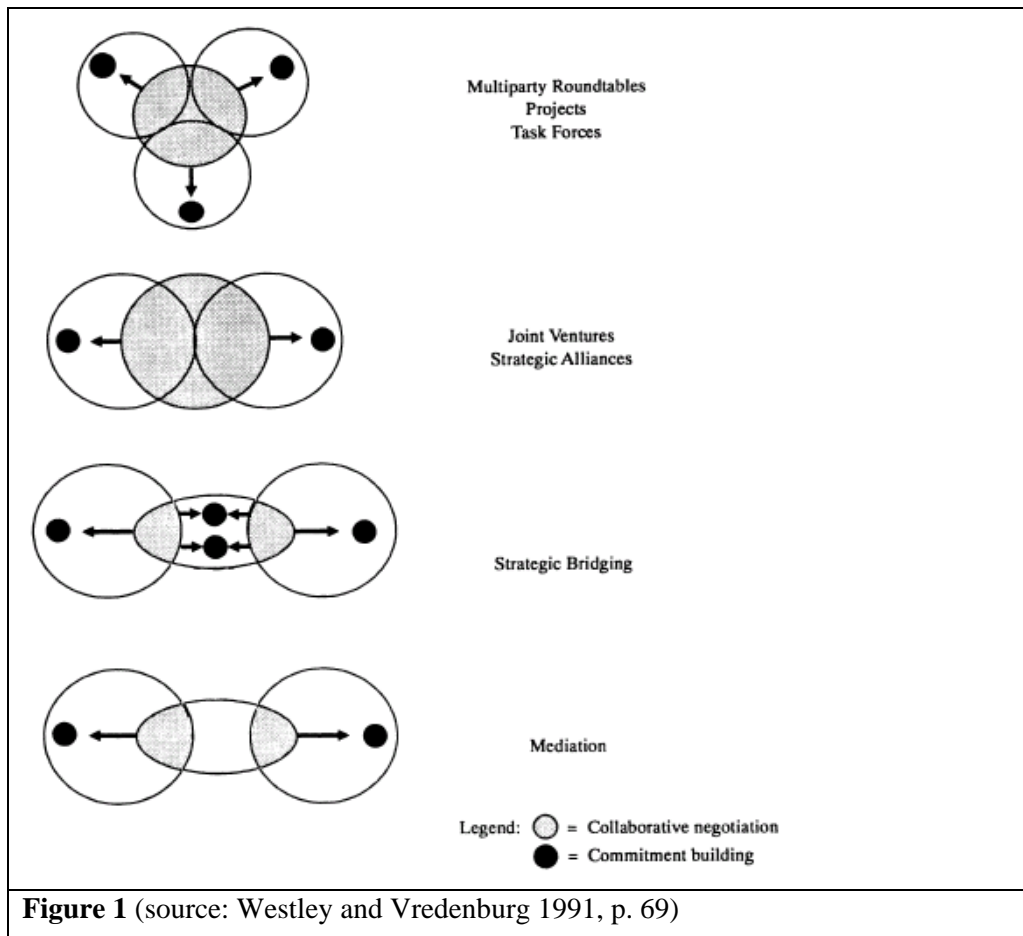 Multiparty Roundtables
Projects
Task Forces
Joint Ventures
Strategic Alliances
Strategic Bridging
Mediation
Legend: = Collaborative negotiation
= Commitment building
Figure 1 (source: Westley and Vredenburg 1991, p. 69)